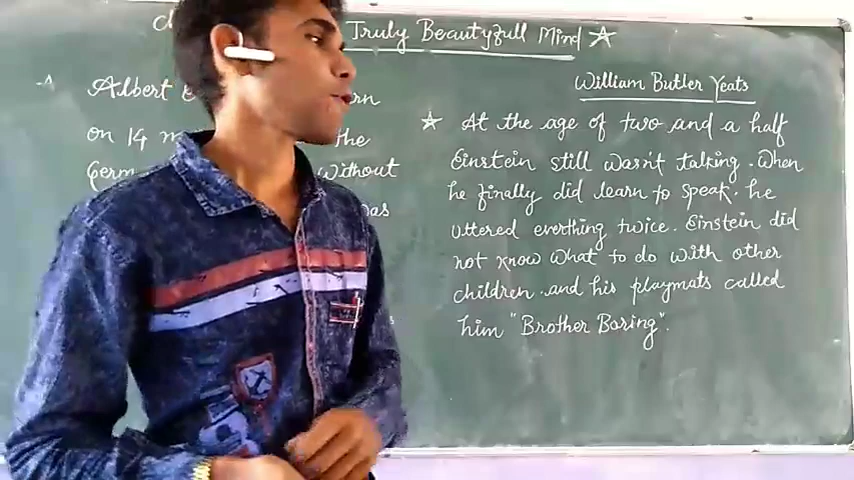 Truly Beautyfull Mind
Albert
on 14
the
Germ
without
William Butler Yeats
At the age of two and a half
Einstein still wasn't talking. When
he finally did learn to speak. he
uttered everthing twice. Einstein did
not know what to do with other
children. and his playmats called
him "Brother Boring".